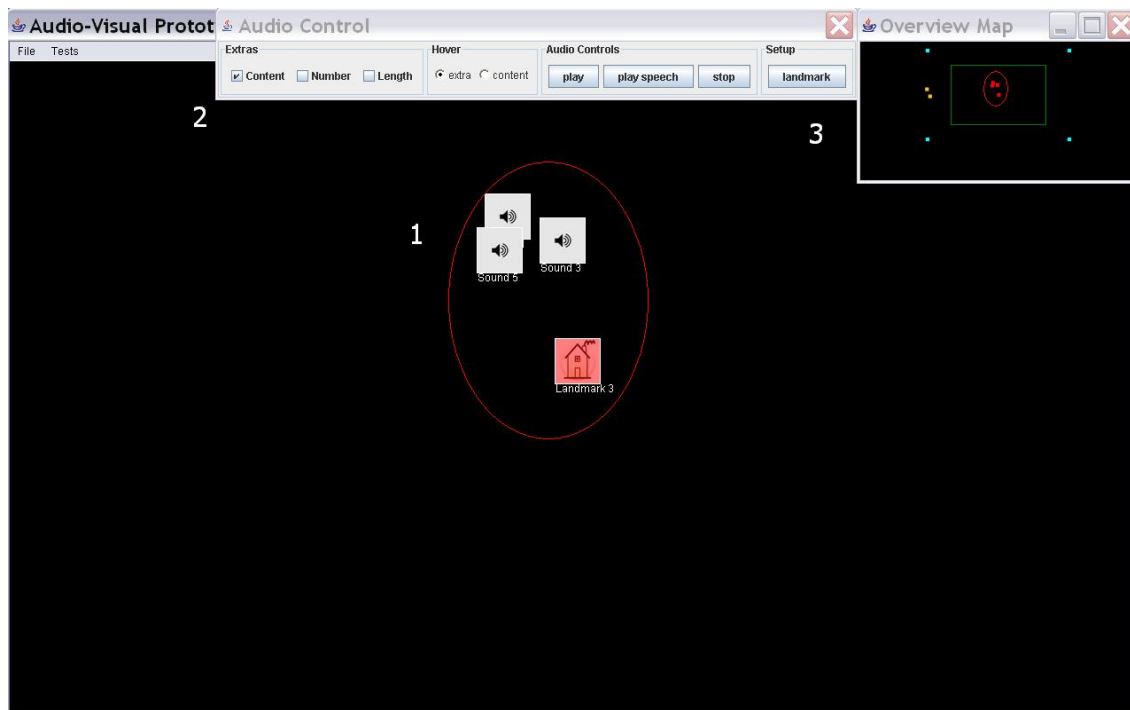 Audio-Visual Protot
Audio Control
Overview Map
File Tests
Extras
Hover
Audio Controls
Setup
Content Number Length
extra content
play play speech stop
landmark
2
3
1
Sound 5
Sound 3
Landmark 3